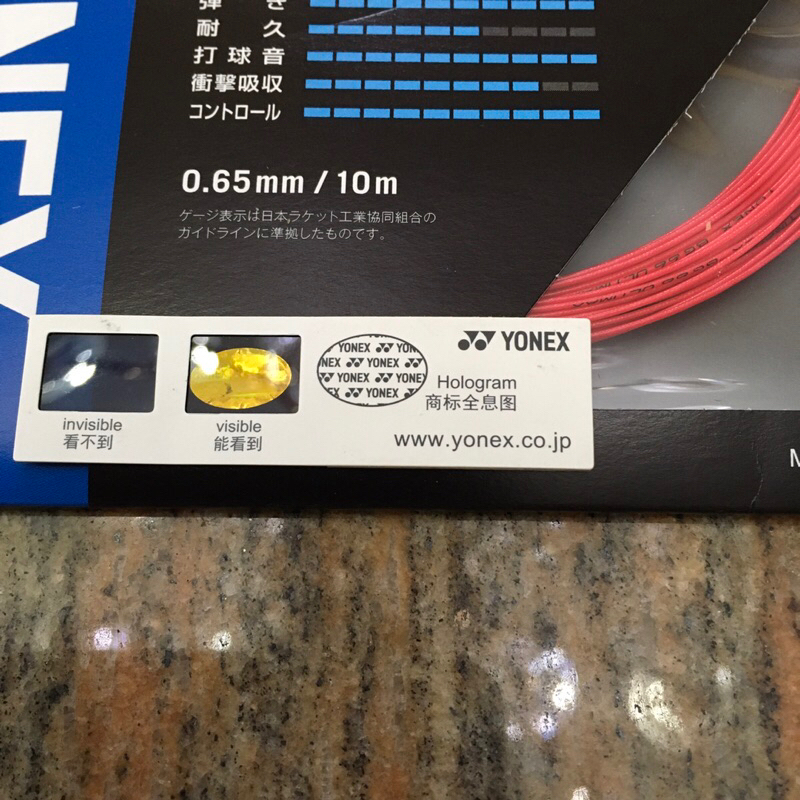 弾き
耐久
打球音
衝撃吸収
コントロール
0.65mm / 10m
ゲージ表示は日本ラケット工業協同組合の
ガイドラインに準拠したものです。
YONEX
YONEX
YONEX
YONEX
YONEX
YONEX
Hologram
商标全息图
invisible
看不到
visible
能看到
www.yonex.co.jp
YONEX BG 66 ULTIMAX